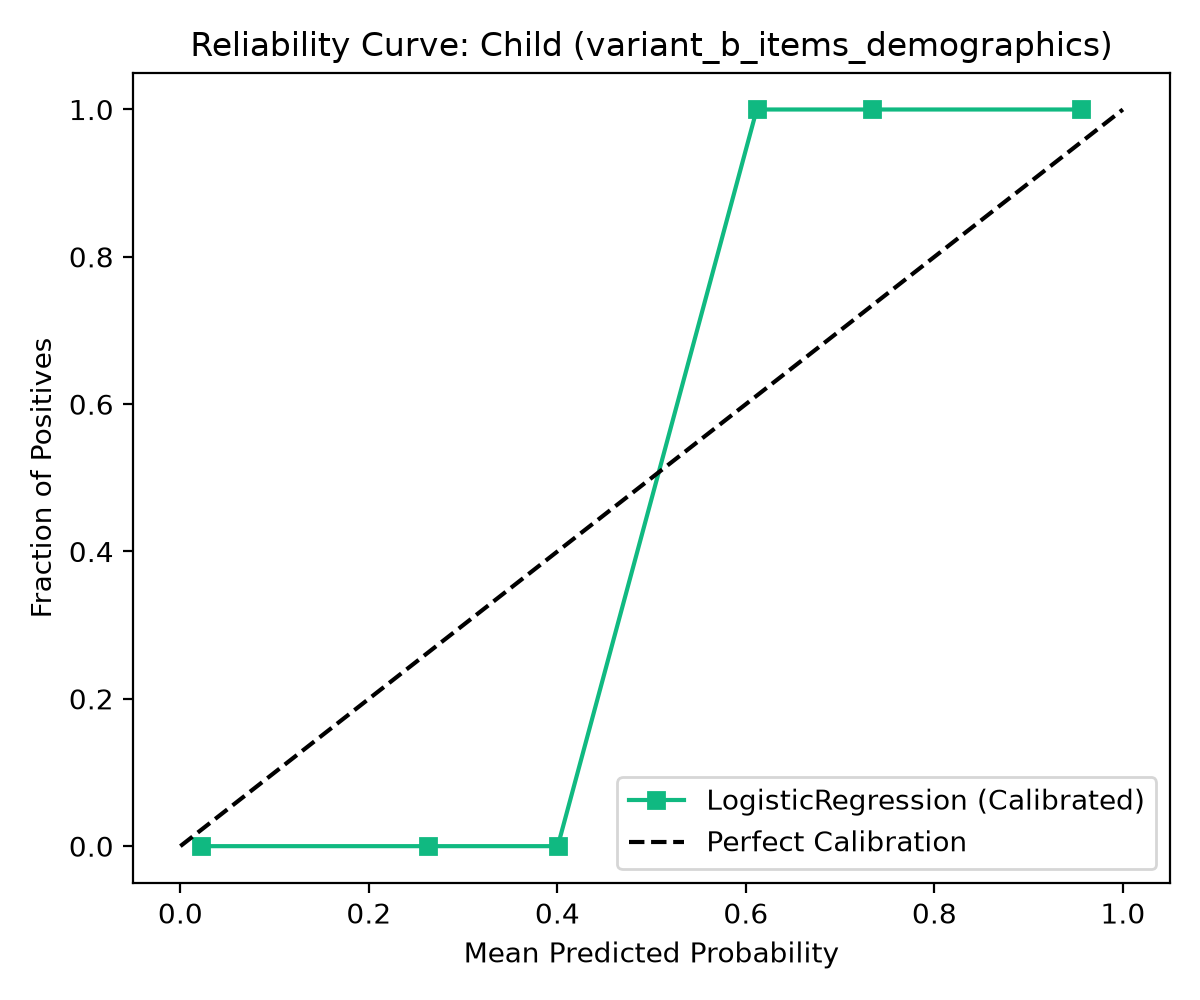 Reliability Curve: Child (variant_b_items_demographics)
1.0
0.8
0.6
0.4
0.2
0.0
Fraction of Positives
LogisticRegression (Calibrated)
Perfect Calibration
0.0 0.2 0.4 0.6 0.8 1.0
Mean Predicted Probability